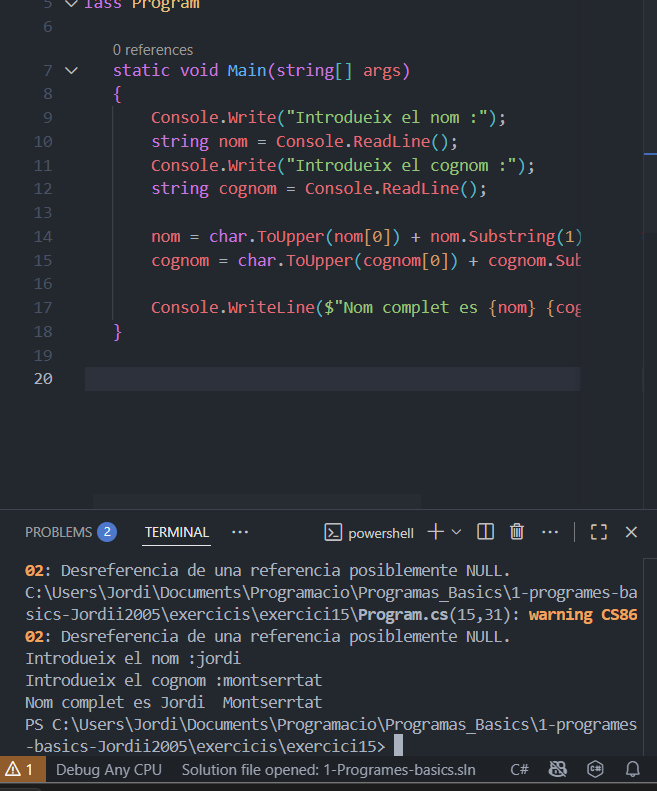 5 lass Program
6
0 references
7 static void Main(string[] args)
8 {
9 Console.Write("Introdueix el nom :");
10 string nom = Console.ReadLine();
11 Console.Write("Introdueix el cognom :");
12 string cognom = Console.ReadLine();
13
14 nom = char.ToUpper(nom[0]) + nom.Substring(1)
15 cognom = char.ToUpper(cognom[0]) + cognom.Sub
16
17 Console.WriteLine($"Nom complet es {nom} {cog
18 }
19
20
PROBLEMS 2 TERMINAL ··· powershell ···
02: Desreferencia de una referencia posiblemente NULL.
C:\Users\Jordi\Documents\Programacio\Programas_Basics\1-programes-ba
sics-Jordii2005\exercicis\exercici15\Program.cs(15,31): warning CS86
02: Desreferencia de una referencia posiblemente NULL.
Introdueix el nom :jordi
Introdueix el cognom :montserrtat
Nom complet es Jordi  Montserrtat
PS C:\Users\Jordi\Documents\Programacio\Programas_Basics\1-programes
-basics-Jordii2005\exercicis\exercici15>
1 Debug Any CPU Solution file opened: 1-Programes-basics.sln C#